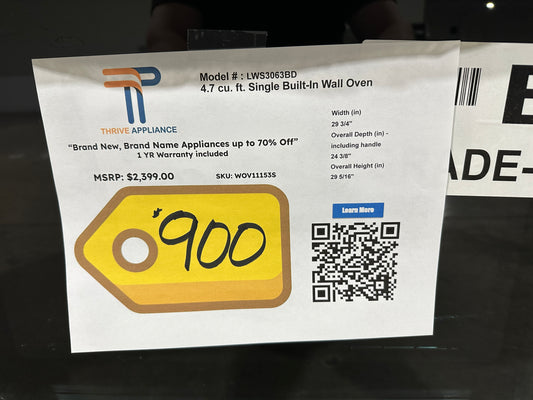 Model # : LWS3063BD
4.7 cu. ft. Single Built-In Wall Oven
THRIVE APPLIANCE
"Brand New, Brand Name Appliances up to 70% Off"
1 YR Warranty included
MSRP: $2,399.00
SKU: WOV11153S
$900
Width (in)
29 3/4"
Overall Depth (in) -
including handle
24 3/8"
Overall Height (in)
29 5/16"
Learn More
ADE-